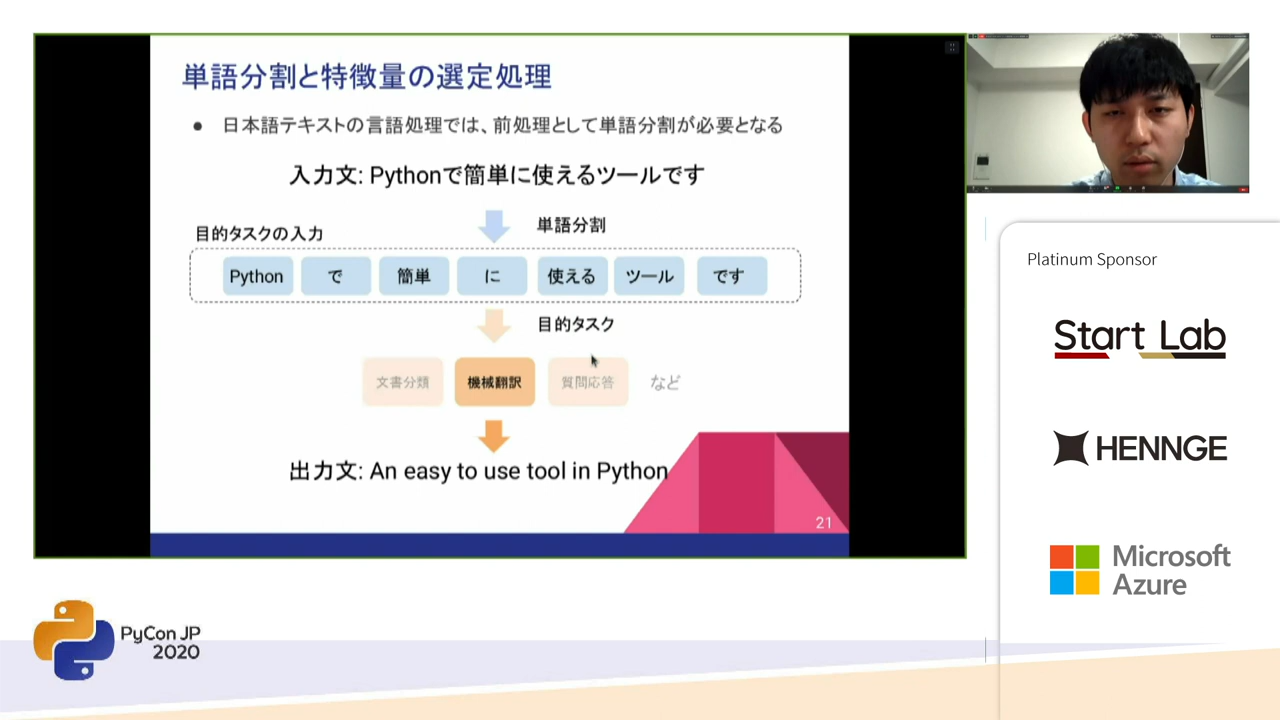 単語分割と特徴量の選定処理
● 日本語テキストの言語処理では、前処理として単語分割が必要となる
入力文: Pythonで簡単に使えるツールです
単語分割
目的タスクの入力
Python で 簡単 に 使える ツール です
目的タスク
文書分類 機械翻訳 質問応答 など
出力文: An easy to use tool in Python
21
Platinum Sponsor
Start Lab
HENNGE
Microsoft
Azure
PyCon JP
2020